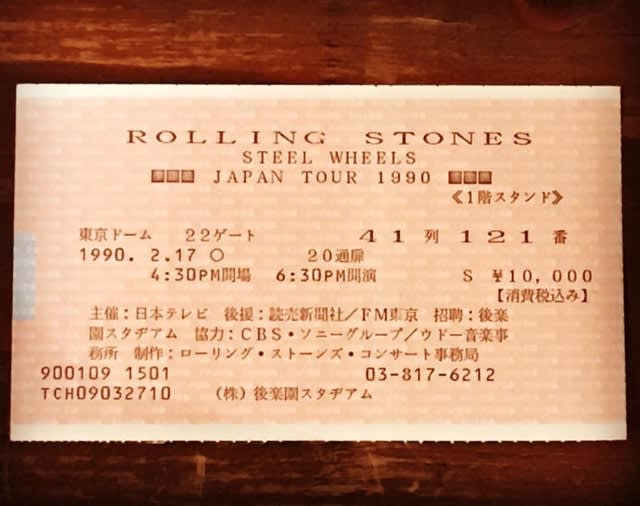 ROLLING STONES
STEEL WHEELS
JAPAN TOUR 1990
≪1階スタンド≫
東京ドーム 22ゲート 41列 121番
1990. 2.17 ○ 20通扉
4:30PM開場 6:30PM開演 S ¥10,000
【消費税込み】
主催:日本テレビ 後援:読売新聞社/FM東京 招聘:後楽
園スタヂアム 協力:CBS・ソニーグループ/ウドー音楽事
務所 制作:ローリング・ストーンズ・コンサート事務局
900109 1501 03-817-6212
TCH09032710 (株)後楽園スタヂアム